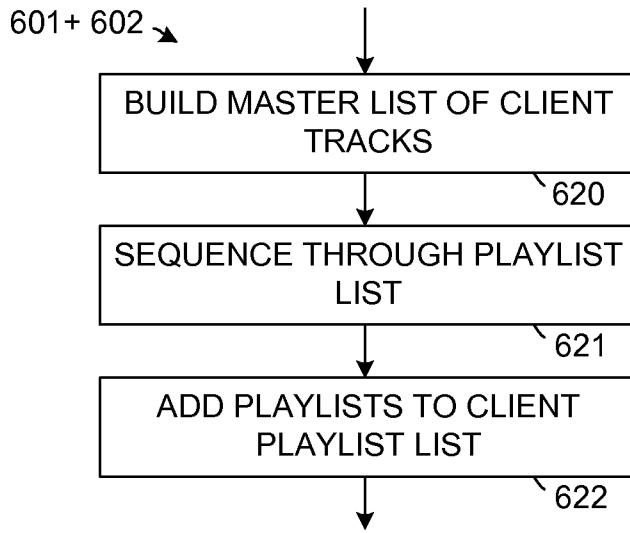 601+ 602
BUILD MASTER LIST OF CLIENT
TRACKS
620
SEQUENCE THROUGH PLAYLIST
LIST
621
ADD PLAYLISTS TO CLIENT
PLAYLIST LIST
622